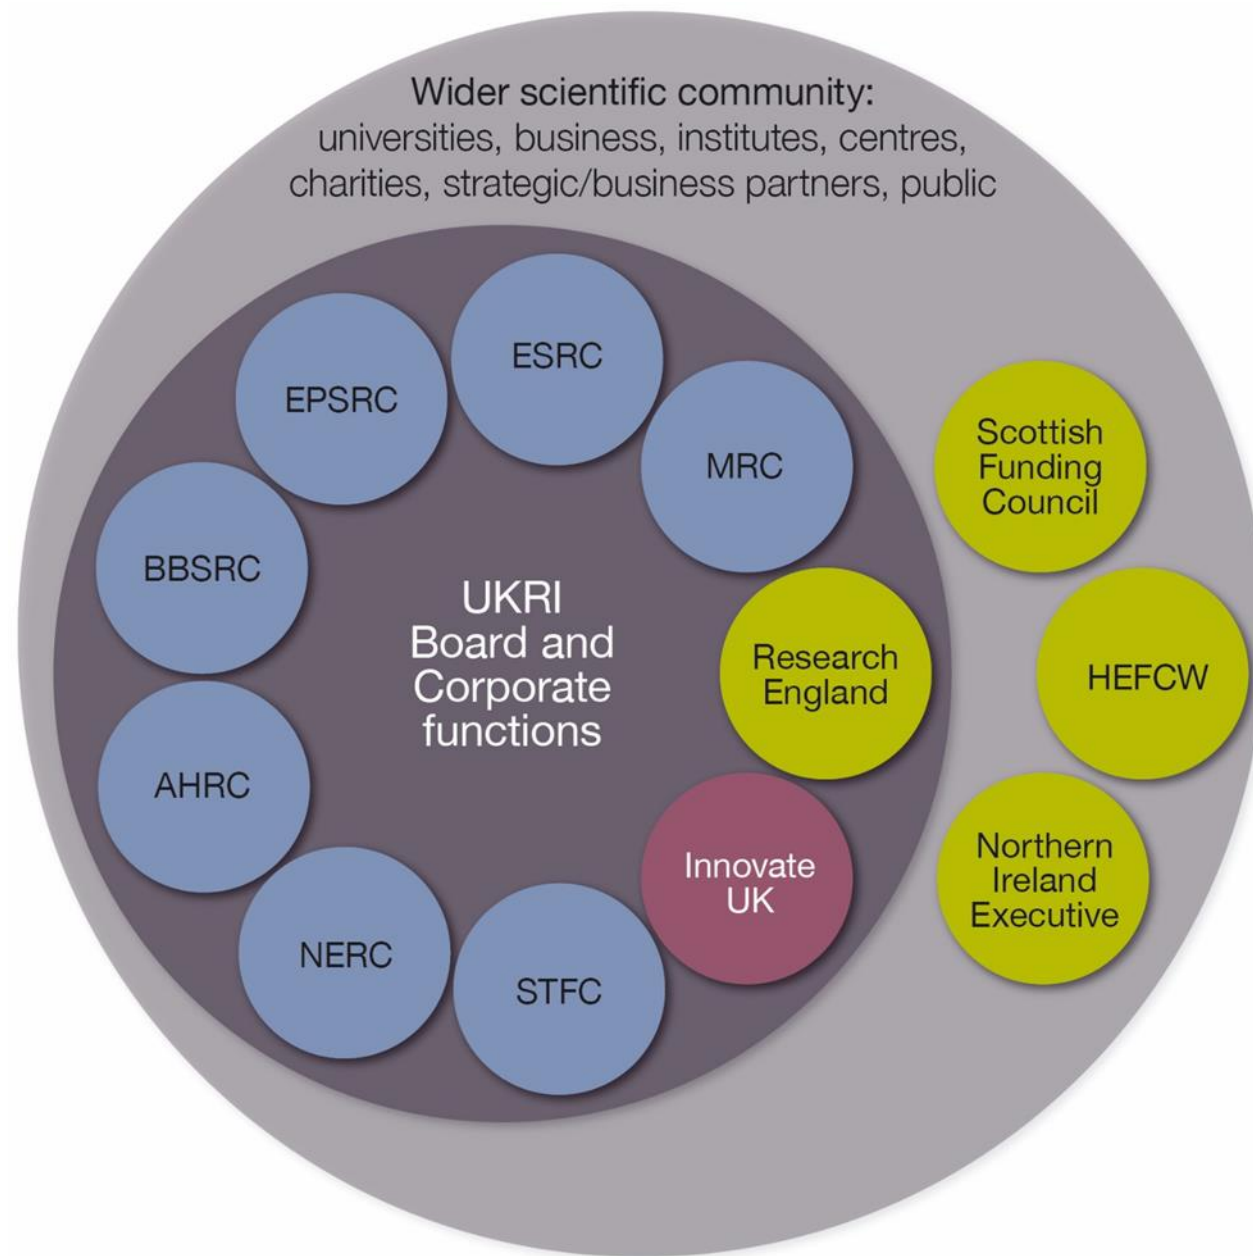 Wider scientific community:
universities, business, institutes, centres,
charities, strategic/business partners, public
ESRC
EPSRC
MRC
Scottish
Funding
Council
BBSRC
UKRI
Board and
Corporate
functions
Research
England
HEFCW
AHRC
Innovate
UK
Northern
Ireland
Executive
NERC
STFC